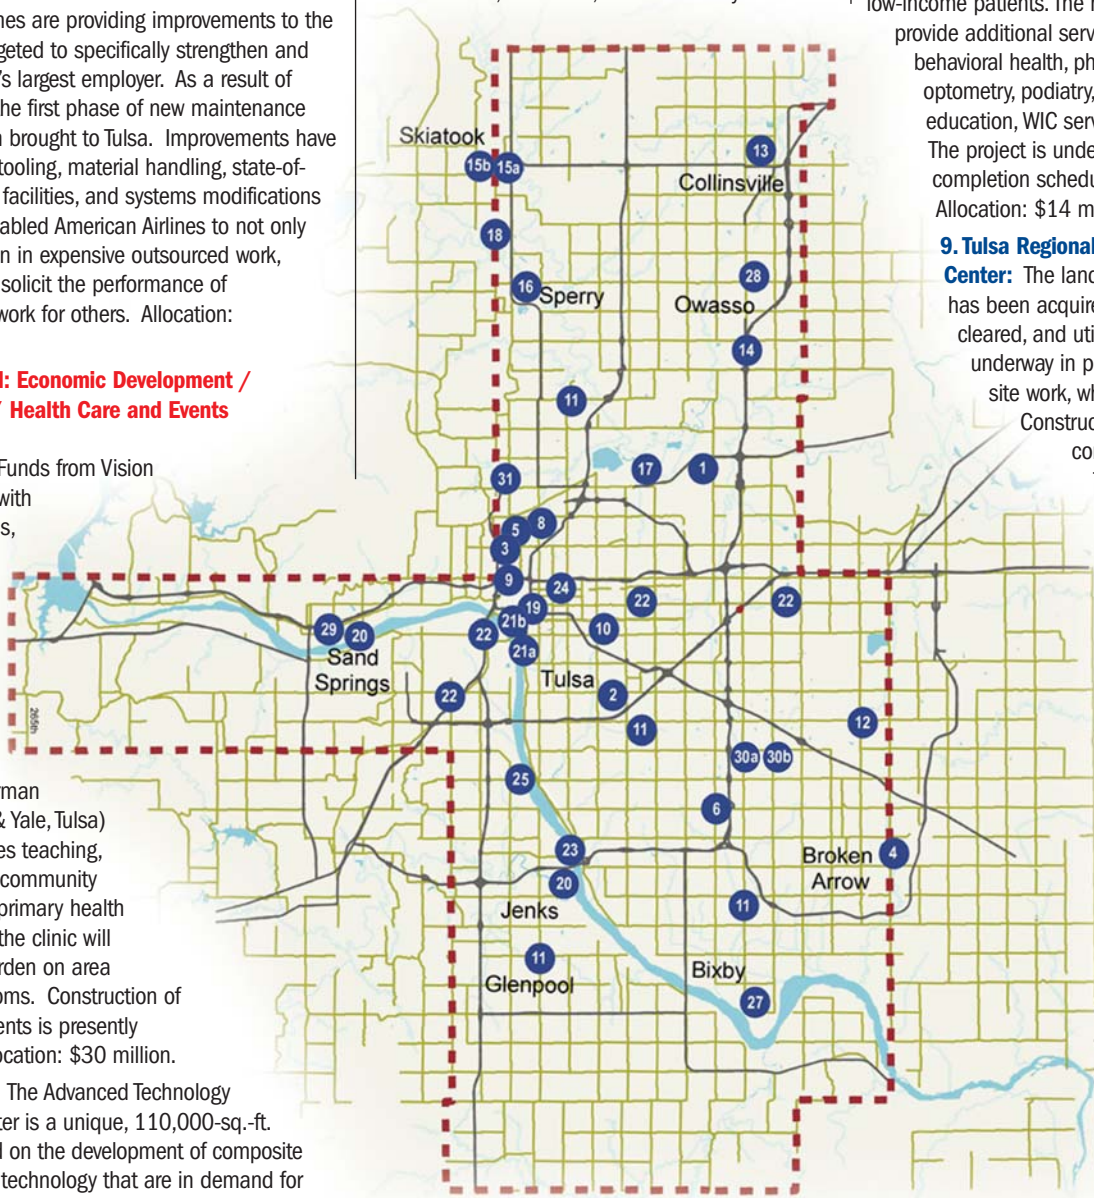 nes are providing improvements to the
geted to specifically strengthen and
's largest employer. As a result of
he first phase of new maintenance
brought to Tulsa. Improvements have
tooling, material handling, state-of-
facilities, and systems modifications
abled American Airlines to not only
n in expensive outsourced work,
solicit the performance of
work for others. Allocation:
: Economic Development /
Health Care and Events
Funds from Vision
with
s,
rman
& Yale, Tulsa)
es teaching,
community
primary health
the clinic will
rden on area
oms. Construction of
ents is presently
ocation: $30 million.
The Advanced Technology
ter is a unique, 110,000-sq.-ft.
d on the development of composite
technology that are in demand for
low-income patients. The
provide additional serv
behavioral health, ph
optometry, podiatry,
education, WIC serv
The project is unde
completion schedu
Allocation: $14 m
9. Tulsa Regional
Center: The land
has been acquire
cleared, and uti
underway in p
site work, wh
Construc
co
Skiatook
15b 15a
13
Collinsville
18
28
16
Sperry
Owasso
14
11
17
1
31
8
5
3
9
24
22
22
19
21b
22
10
29
20
21a
Sand
Springs
Tulsa
22
2
265th
12
11
30a 30b
25
6
23
Broken
Arrow
4
20
Jenks
11
11
Glenpool
Bixby
27